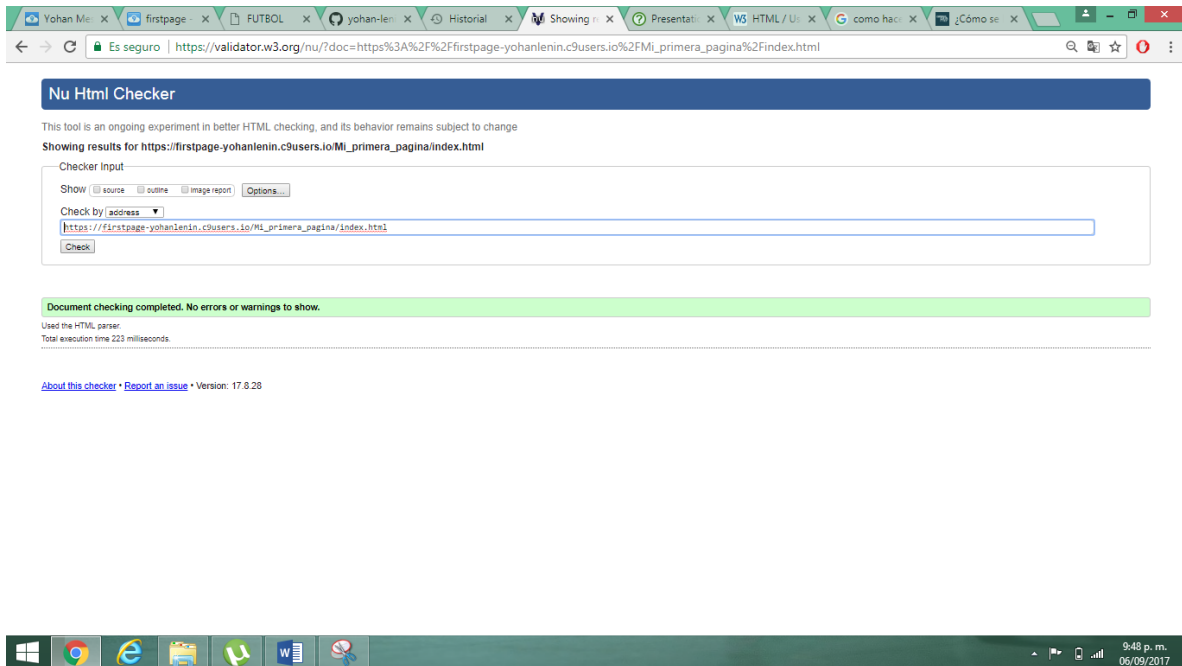 Yohan Me firstpage - FUTBOL yohan-leni Historial Showing r Presentati HTML / Us como hace ¿Cómo se
Es seguro https://validator.w3.org/nu/?doc=https%3A%2F%2Ffirstpage-yohanlenin.c9users.io%2FMi_primera_pagina%2Findex.html
Nu Html Checker
This tool is an ongoing experiment in better HTML checking, and its behavior remains subject to change
Showing results for https://firstpage-yohanlenin.c9users.io/Mi_primera_pagina/index.html
Checker Input
Show source outline image report Options...
Check by address
https://firstpage-yohanlenin.c9users.io/Mi_primera_pagina/index.html
Check
Document checking completed. No errors or warnings to show.
Used the HTML parser.
Total execution time 223 milliseconds.
About this checker • Report an issue • Version: 17.8.28
9:48 p. m.
06/09/2017